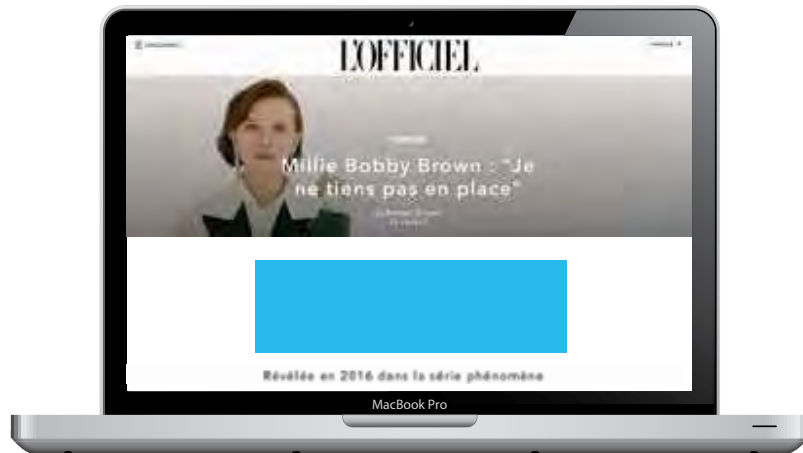 L'OFFICIEL
Millie Bobby Brown : "Je
ne tiens pas en place"
Révélée en 2016 dans la série phénomène
MacBook Pro